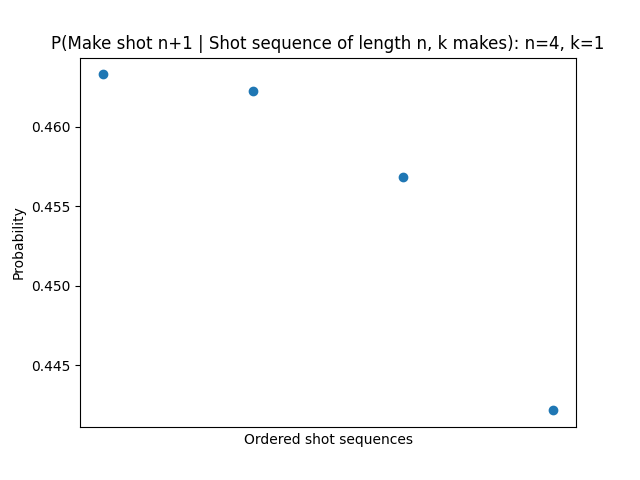 P(Make shot n+1 | Shot sequence of length n, k makes): n=4, k=1
0.460
0.455
0.450
0.445
Probability
Ordered shot sequences